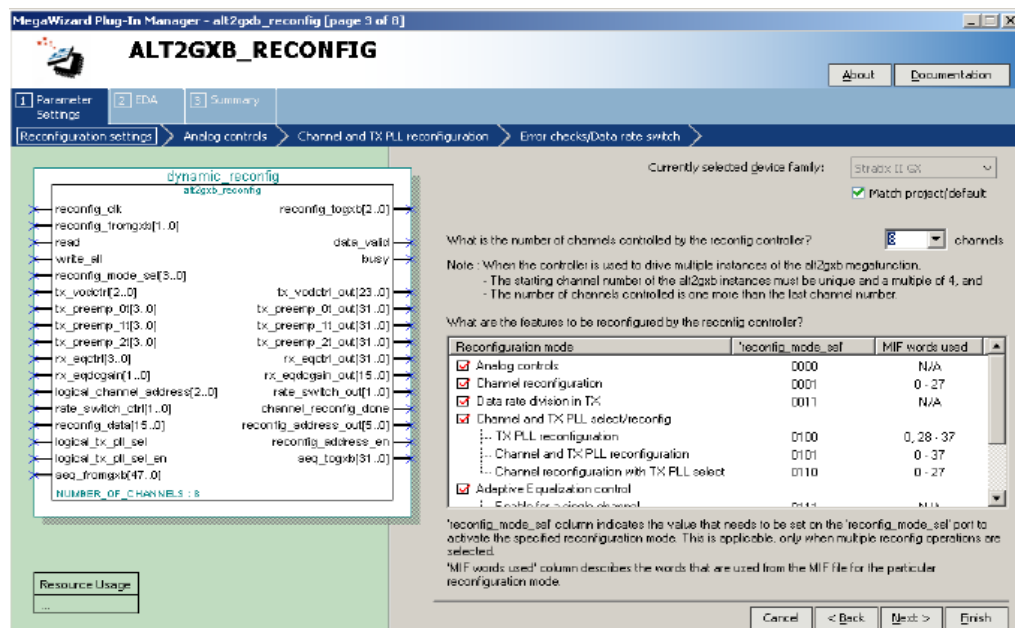 MegaWizard Plug-In Manager - alt2gxb_reconfig [page 3 of 8]
ALT2GXB_RECONFIG
About
Documentation
1 Parameter Settings
2 EDA
3 Summary
Reconfiguration settings
Analog controls
Channel and TX PLL reconfiguration
Error checks/Data rate switch
dynamic_reconfig
alt2gxb_reconfig
reconfig_clk
reconfig_fromgxb[1..0]
read
write_all
reconfig_mode_sel[3..0]
tx_vodctrl[2..0]
tx_preemp_0t[3..0]
tx_preemp_1t[3..0]
tx_preemp_2t[3..0]
rx_eqctrl[3..0]
rx_eqdcgain[1..0]
logical_channel_address[2..0]
rate_switch_ctrl[1..0]
reconfig_data[15..0]
logical_tx_pll_sel
logical_tx_pll_sel_en
aeq_fromgxb[47..0]
reconfig_togxb[2..0]
data_valid
busy
tx_vodctrl_out[23..0]
tx_preemp_0t_out[31..0]
tx_preemp_1t_out[31..0]
tx_preemp_2t_out[31..0]
rx_eqctrl_out[31..0]
rx_eqdcgain_out[15..0]
rate_switch_out[1..0]
channel_reconfig_done
reconfig_address_out[5..0]
reconfig_address_en
aeq_togxb[31..0]
NUMBER_OF_CHANNELS : 8
Resource Usage
...
Currently selected device family:
Stratix II GX
Match project/default
What is the number of channels controlled by the reconfig controller?
8
channels
Note : When the controller is used to drive multiple instances of the alt2gxb megafunction.
- The starting channel number of the alt2gxb instances must be unique and a multiple of 4, and
- The number of channels controlled is one more than the last channel number.
What are the features to be reconfigured by the reconfig controller?
Reconfiguration mode 'reconfig_mode_sel' MIF words used
Analog controls 0000 N/A
Channel reconfiguration 0001 0 - 27
Data rate division in TX 0011 N/A
Channel and TX PLL select/reconfig
TX PLL reconfiguration 0100 0, 28 - 37
Channel and TX PLL reconfiguration 0101 0 - 37
Channel reconfiguration with TX PLL select 0110 0 - 27
Adaptive Equalization control
Enable for a single channel 0111 N/A
'reconfig_mode_sel' column indicates the value that needs to be set on the 'reconfig_mode_sel' port to
activate the specified reconfiguration mode. This is applicable, only when multiple reconfig operations are
selected.
'MIF words used' column describes the words that are used from the MIF file for the particular
reconfiguration mode.
Cancel
< Back
Next >
Finish